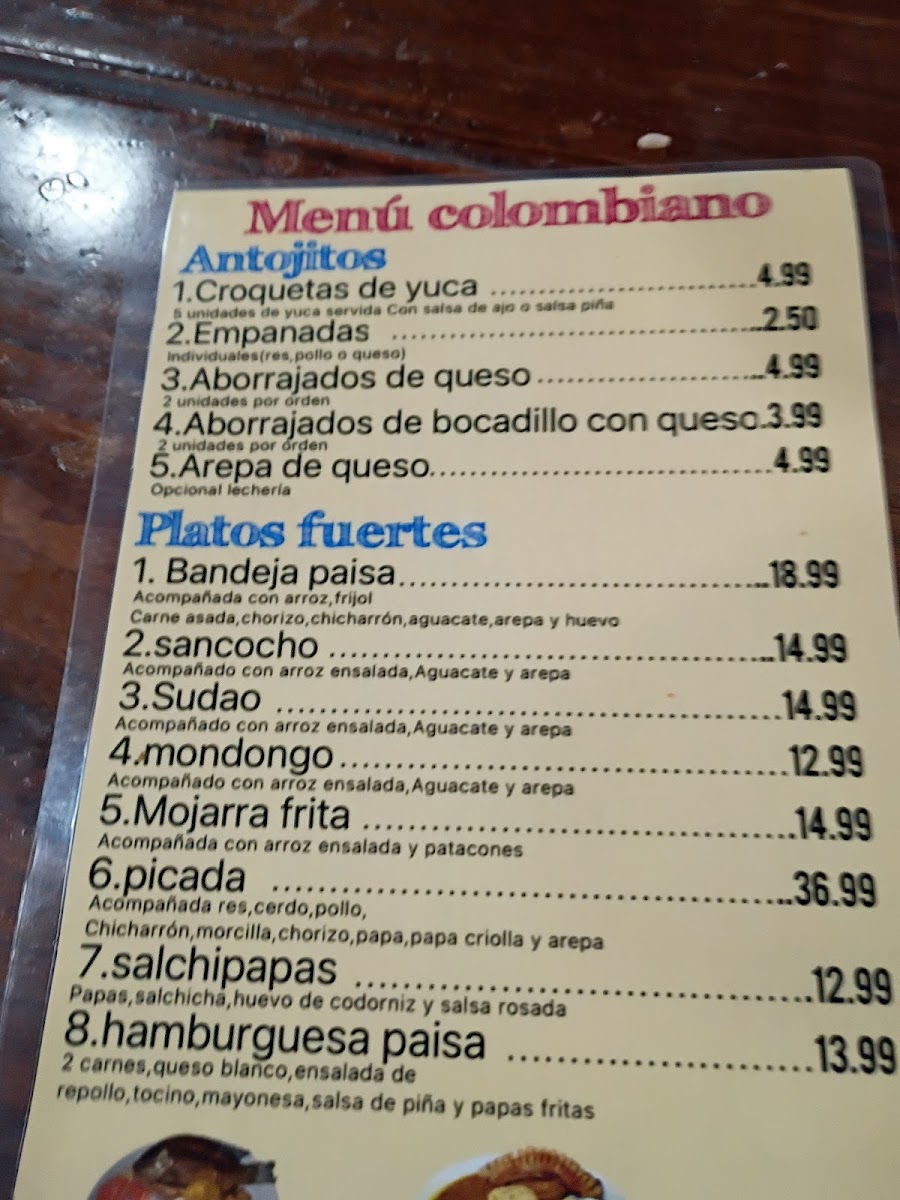 Menú colombiano
Antojitos
1.Croquetas de yuca ............................4.99
5 unidades de yuca servida Con salsa de ajo o salsa piña
2.Empanadas ............................................2.50
Individuales(res,pollo o queso)
3.Aborrajados de queso..........................4.99
2 unidades por orden
4.Aborrajados de bocadillo con queso.3.99
2 unidades por orden
5.Arepa de queso....................................4.99
Opcional lechería
Platos fuertes
1. Bandeja paisa......................................18.99
Acompañada con arroz,frijol
Carne asada,chorizo,chicharrón,aguacate,arepa y huevo
2.sancocho .............................................14.99
Acompañado con arroz ensalada,Aguacate y arepa
3.Sudao ..................................................14.99
Acompañado con arroz ensalada,Aguacate y arepa
4.mondongo............................................12.99
Acompañado con arroz ensalada,Aguacate y arepa
5.Mojarra frita .........................................14.99
Acompañada con arroz ensalada y patacones
6.picada ..................................................36.99
Acompañada res,cerdo,pollo,
Chicharrón,morcilla,chorizo,papa,papa criolla y arepa
7.salchipapas ..........................................12.99
Papas,salchicha,huevo de codorniz y salsa rosada
8.hamburguesa paisa .............................13.99
2 carnes,queso blanco,ensalada de
repollo,tocino,mayonesa,salsa de piña y papas fritas